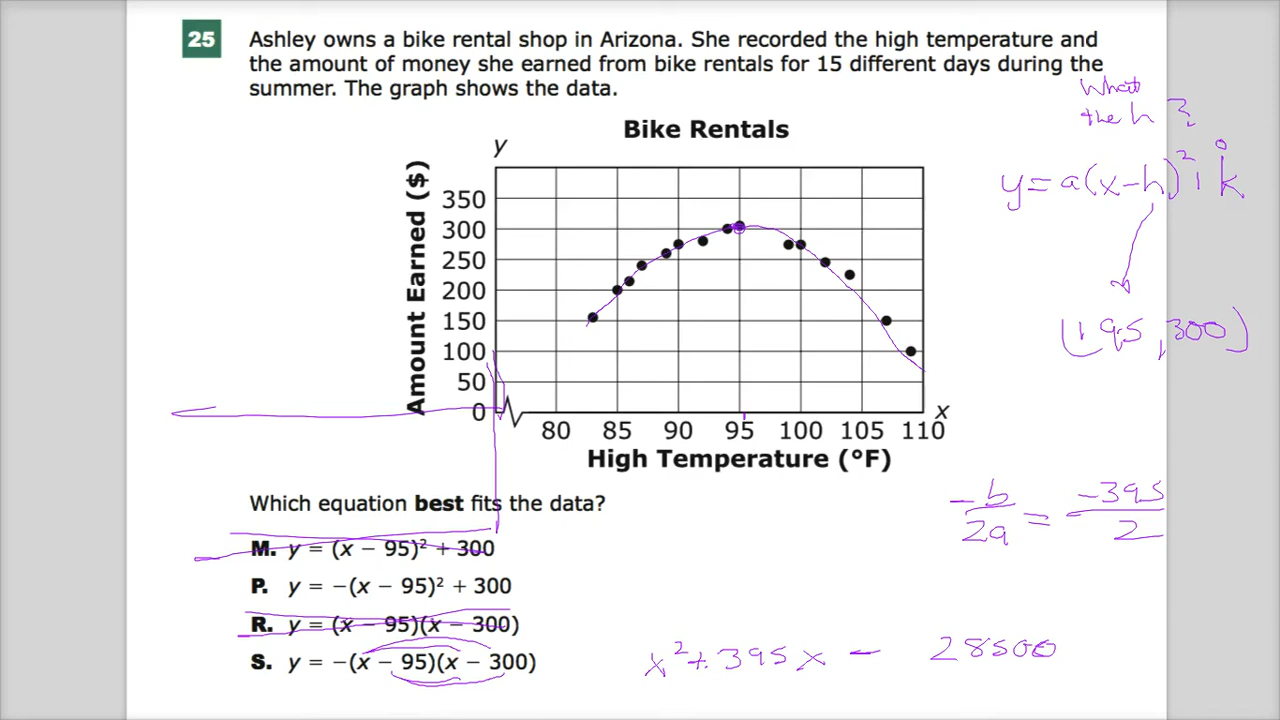 25 Ashley owns a bike rental shop in Arizona. She recorded the high temperature and
the amount of money she earned from bike rentals for 15 different days during the
summer. The graph shows the data.
What
the h ?
Bike Rentals
y
y = a(x-h)² + k
Amount Earned ($)
350
300
250
200
150
100
50
0
(+95, 300)
80 85 90 95 100 105 110 x
High Temperature (°F)
-b/2a = -395/2
Which equation best fits the data?
M. y = (x − 95)² + 300
P. y = −(x − 95)² + 300
R. y = (x − 95)(x − 300)
S. y = −(x − 95)(x − 300)
x² + 395x - 28500